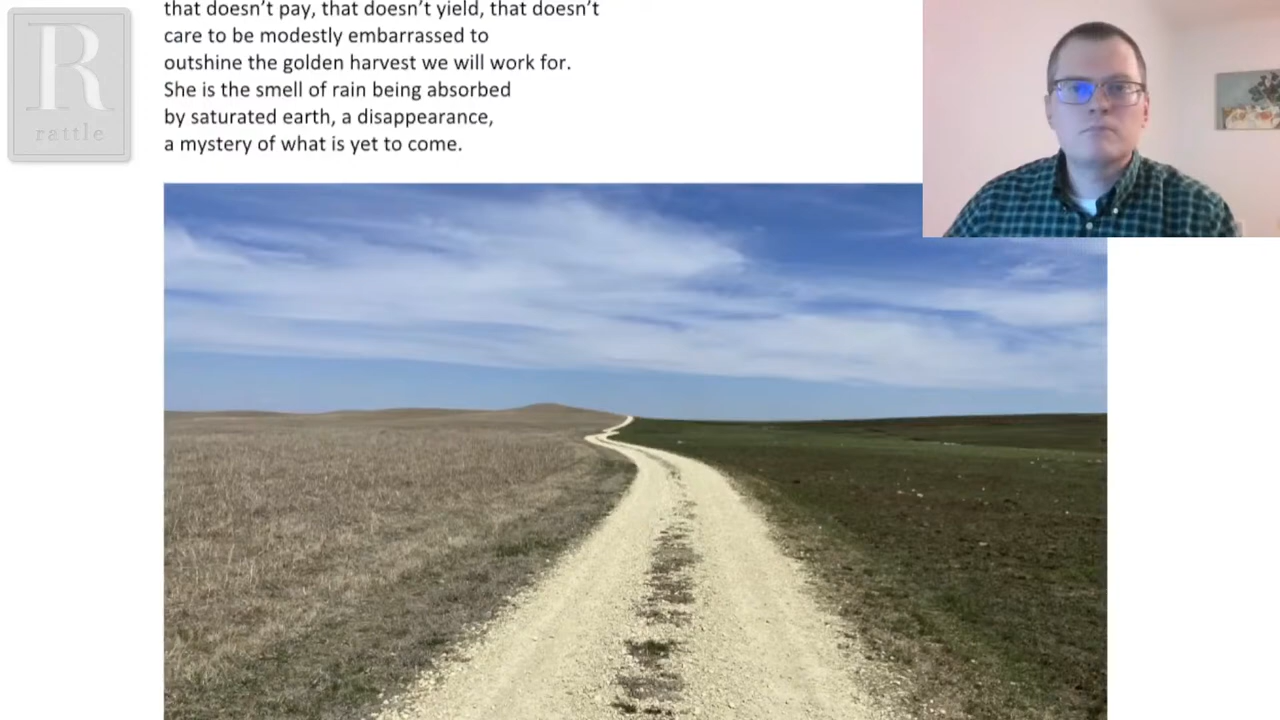 R
rattle
that doesn’t pay, that doesn’t yield, that doesn’t
care to be modestly embarrassed to
outshine the golden harvest we will work for.
She is the smell of rain being absorbed
by saturated earth, a disappearance,
a mystery of what is yet to come.